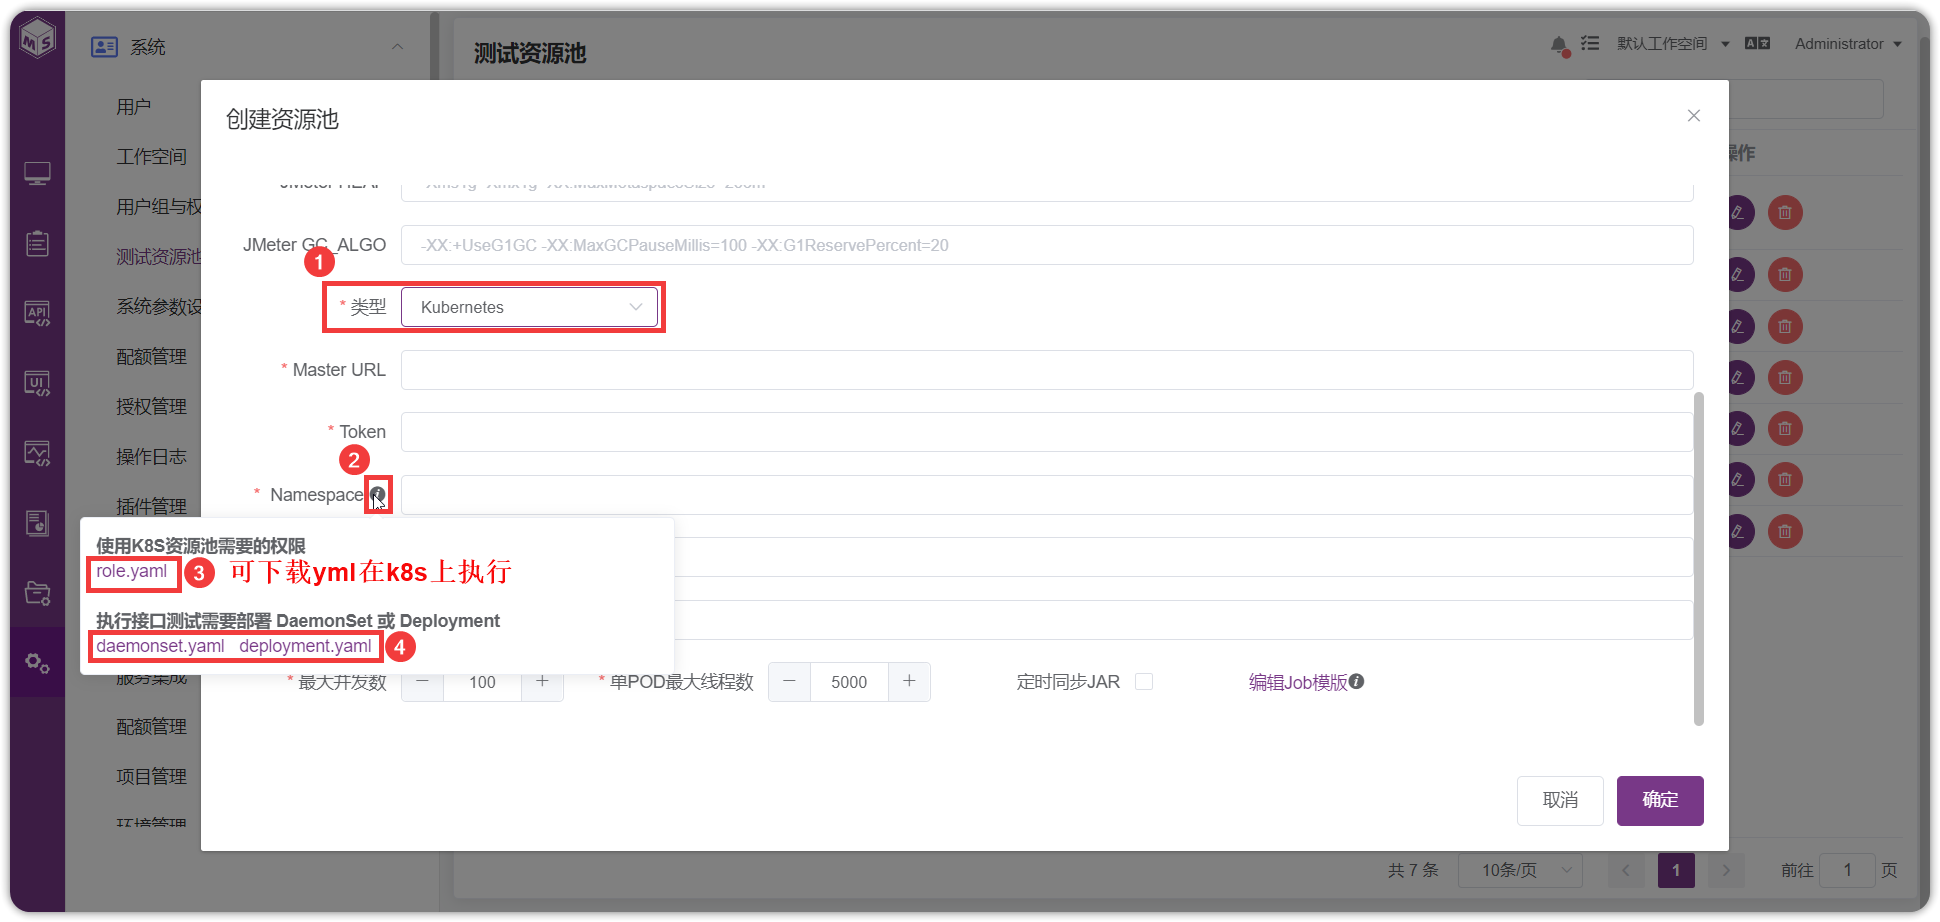 MS
系统
测试资源池
默认工作空间
Administrator
用户
工作空间
用户组与权
测试资源池
系统参数设
配额管理
授权管理
操作日志
插件管理
服务集成
配额管理
项目管理
环境管理
API
UI
操作
创建资源池
JMeter HEAP
-Xms1g -Xmx1g -XX:MaxMetaspaceSize=256m
JMeter GC_ALGO
-XX:+UseG1GC -XX:MaxGCPauseMillis=100 -XX:G1ReservePercent=20
1
* 类型
Kubernetes
* Master URL
* Token
2
* Namespace
使用K8S资源池需要的权限
role.yaml
3
可下载yml在k8s上执行
执行接口测试需要部署 DaemonSet 或 Deployment
daemonset.yaml deployment.yaml
4
* 最大并发数
− 100 +
* 单POD最大线程数
− 5000 +
定时同步JAR
编辑Job模版
取消
确定
共 7 条
10条/页
1
前往 1 页